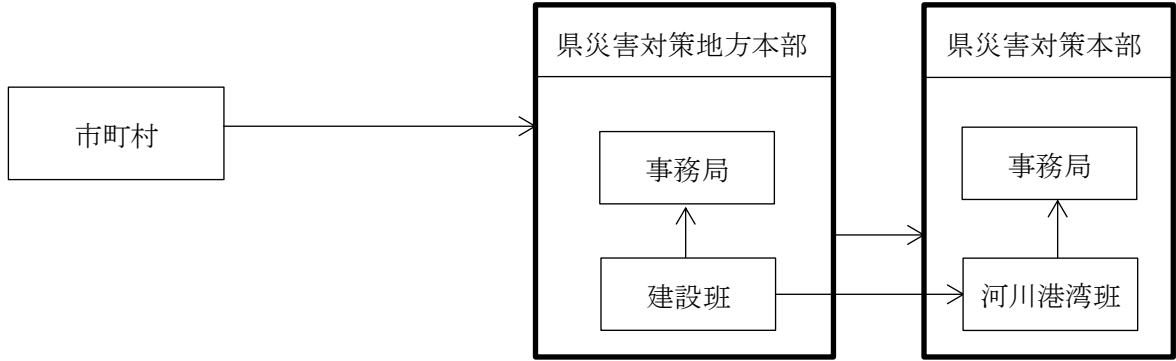 市町村
県災害対策地方本部
事務局
建設班
県災害対策本部
事務局
河川港湾班